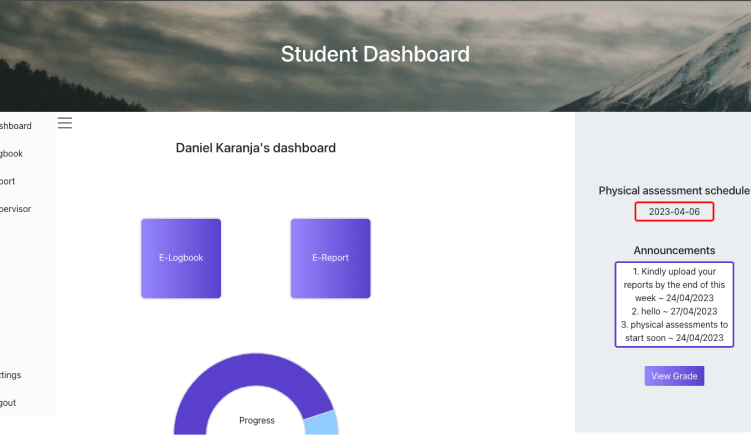 Student Dashboard
shboard
gbook
port
pervisor
ttings
gout
Daniel Karanja's dashboard
E-Logbook
E-Report
Progress
Physical assessment schedule
2023-04-06
Announcements
1. Kindly upload your
reports by the end of this
week ~ 24/04/2023
2. hello ~ 27/04/2023
3. physical assessments to
start soon ~ 24/04/2023
View Grade